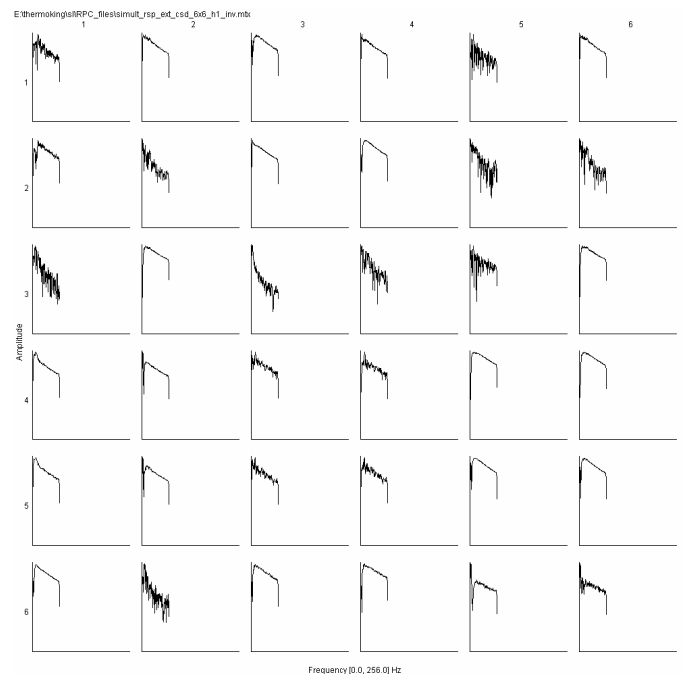 E:\thermoking\sl\RPC_files\simult_rsp_ext_csd_6x6_h1_inv.mtx
1 2 3 4 5 6
1
2
3
Amplitude
4
5
6
Frequency [0.0, 256.0] Hz